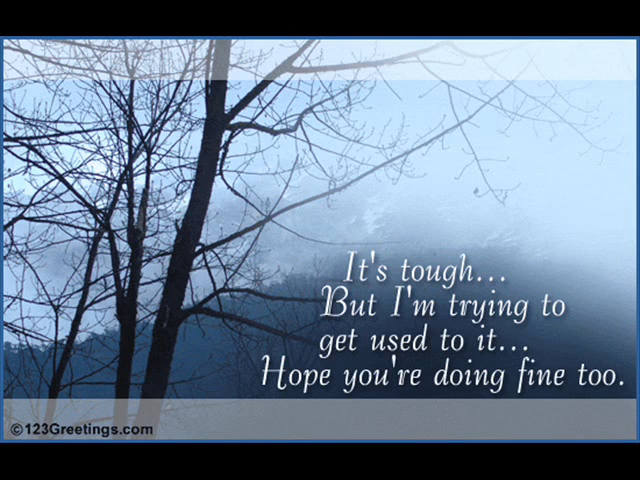 It's tough...
But I'm trying to
get used to it...
Hope you're doing fine too.
©123Greetings.com